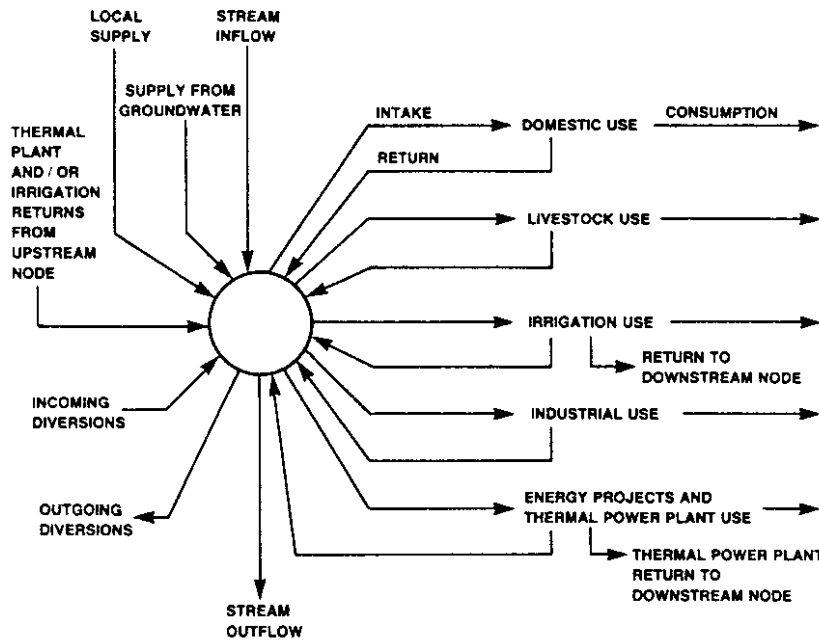 LOCAL
SUPPLY
STREAM
INFLOW
SUPPLY FROM
GROUNDWATER
THERMAL
PLANT
AND / OR
IRRIGATION
RETURNS
FROM
UPSTREAM
NODE
INCOMING
DIVERSIONS
OUTGOING
DIVERSIONS
STREAM
OUTFLOW
INTAKE
DOMESTIC USE
CONSUMPTION
RETURN
LIVESTOCK USE
IRRIGATION USE
RETURN TO
DOWNSTREAM NODE
INDUSTRIAL USE
ENERGY PROJECTS AND
THERMAL POWER PLANT USE
THERMAL POWER PLANT
RETURN TO
DOWNSTREAM NODE